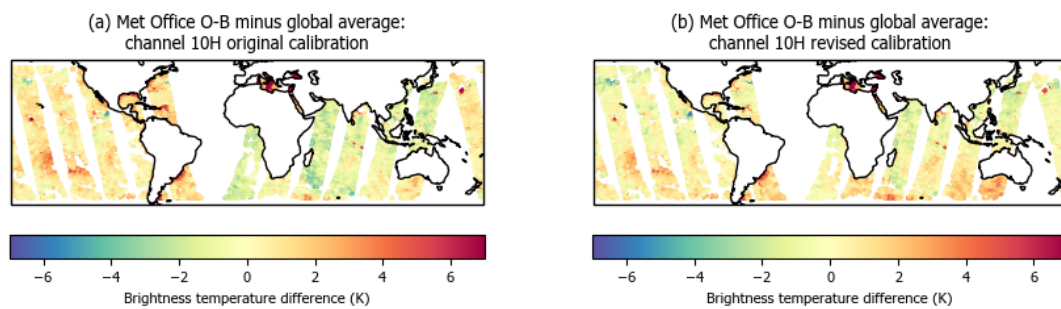 (a) Met Office O-B minus global average:
channel 10H original calibration
−6 −4 −2 0 2 4 6
Brightness temperature difference (K)
(b) Met Office O-B minus global average:
channel 10H revised calibration
−6 −4 −2 0 2 4 6
Brightness temperature difference (K)